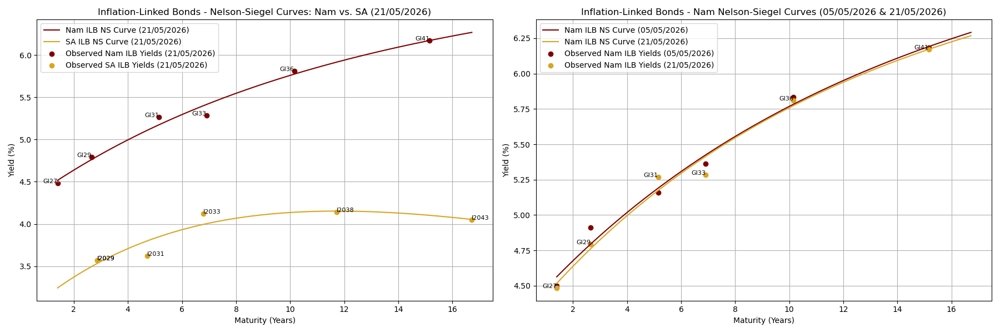 Inflation-Linked Bonds - Nelson-Siegel Curves: Nam vs. SA (21/05/2026)
Nam ILB NS Curve (21/05/2026)
SA ILB NS Curve (21/05/2026)
Observed Nam ILB Yields (21/05/2026)
Observed SA ILB Yields (21/05/2026)
Yield (%)
6.0
5.5
5.0
4.5
4.0
3.5
GI27
GI29
GI31
GI33
GI36
GI41
I2029
I2031
I2033
I2038
I2043
2
4
6
8
10
12
14
16
Maturity (Years)
Inflation-Linked Bonds - Nam Nelson-Siegel Curves (05/05/2026 & 21/05/2026)
Nam ILB NS Curve (05/05/2026)
Nam ILB NS Curve (21/05/2026)
Observed Nam ILB Yields (05/05/2026)
Observed Nam ILB Yields (21/05/2026)
Yield (%)
6.25
6.00
5.75
5.50
5.25
5.00
4.75
4.50
GI27
GI29
GI31
GI33
GI36
GI41
2
4
6
8
10
12
14
16
Maturity (Years)